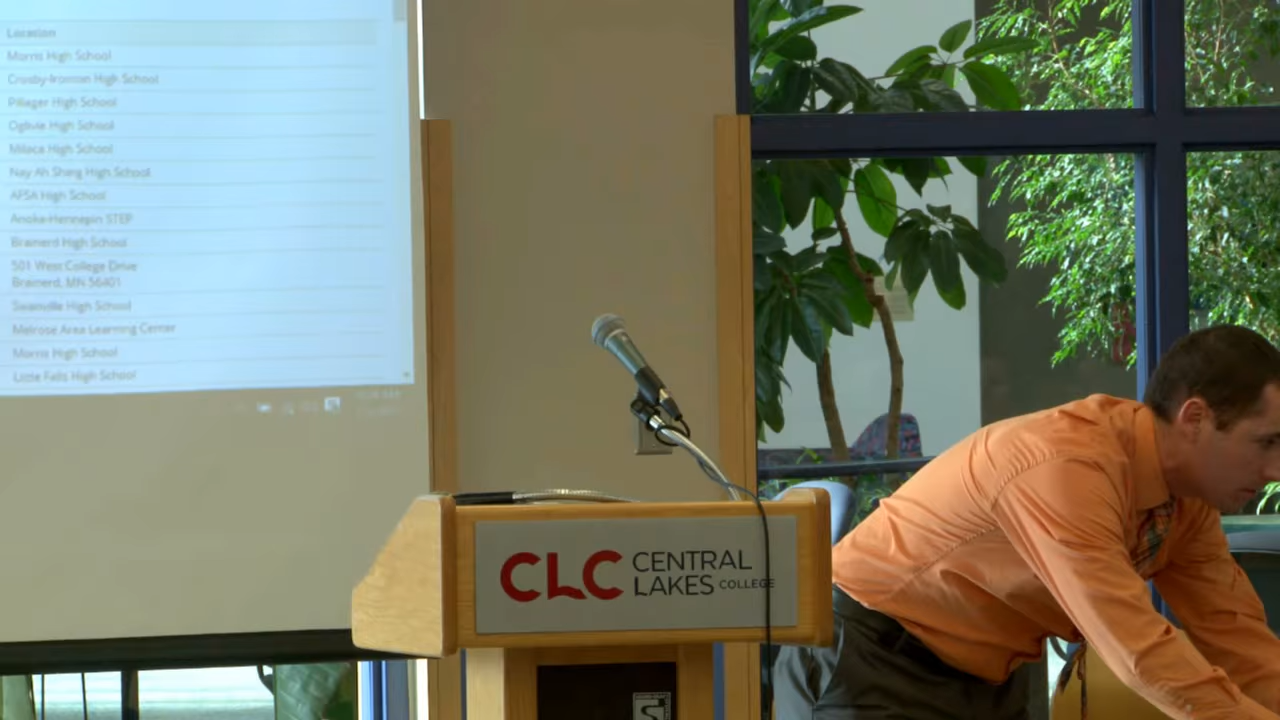 Location
Morris High School
Crosby-Ironton High School
Pillager High School
Ogilvie High School
Milaca High School
Nay Ah Shing High School
AFSA High School
Anoka-Hennepin STEP
Brainerd High School
501 West College Drive
Brainerd, MN 56401
Swanville High School
Melrose Area Learning Center
Morris High School
Little Falls High School
CLC CENTRAL
LAKES COLLEGE